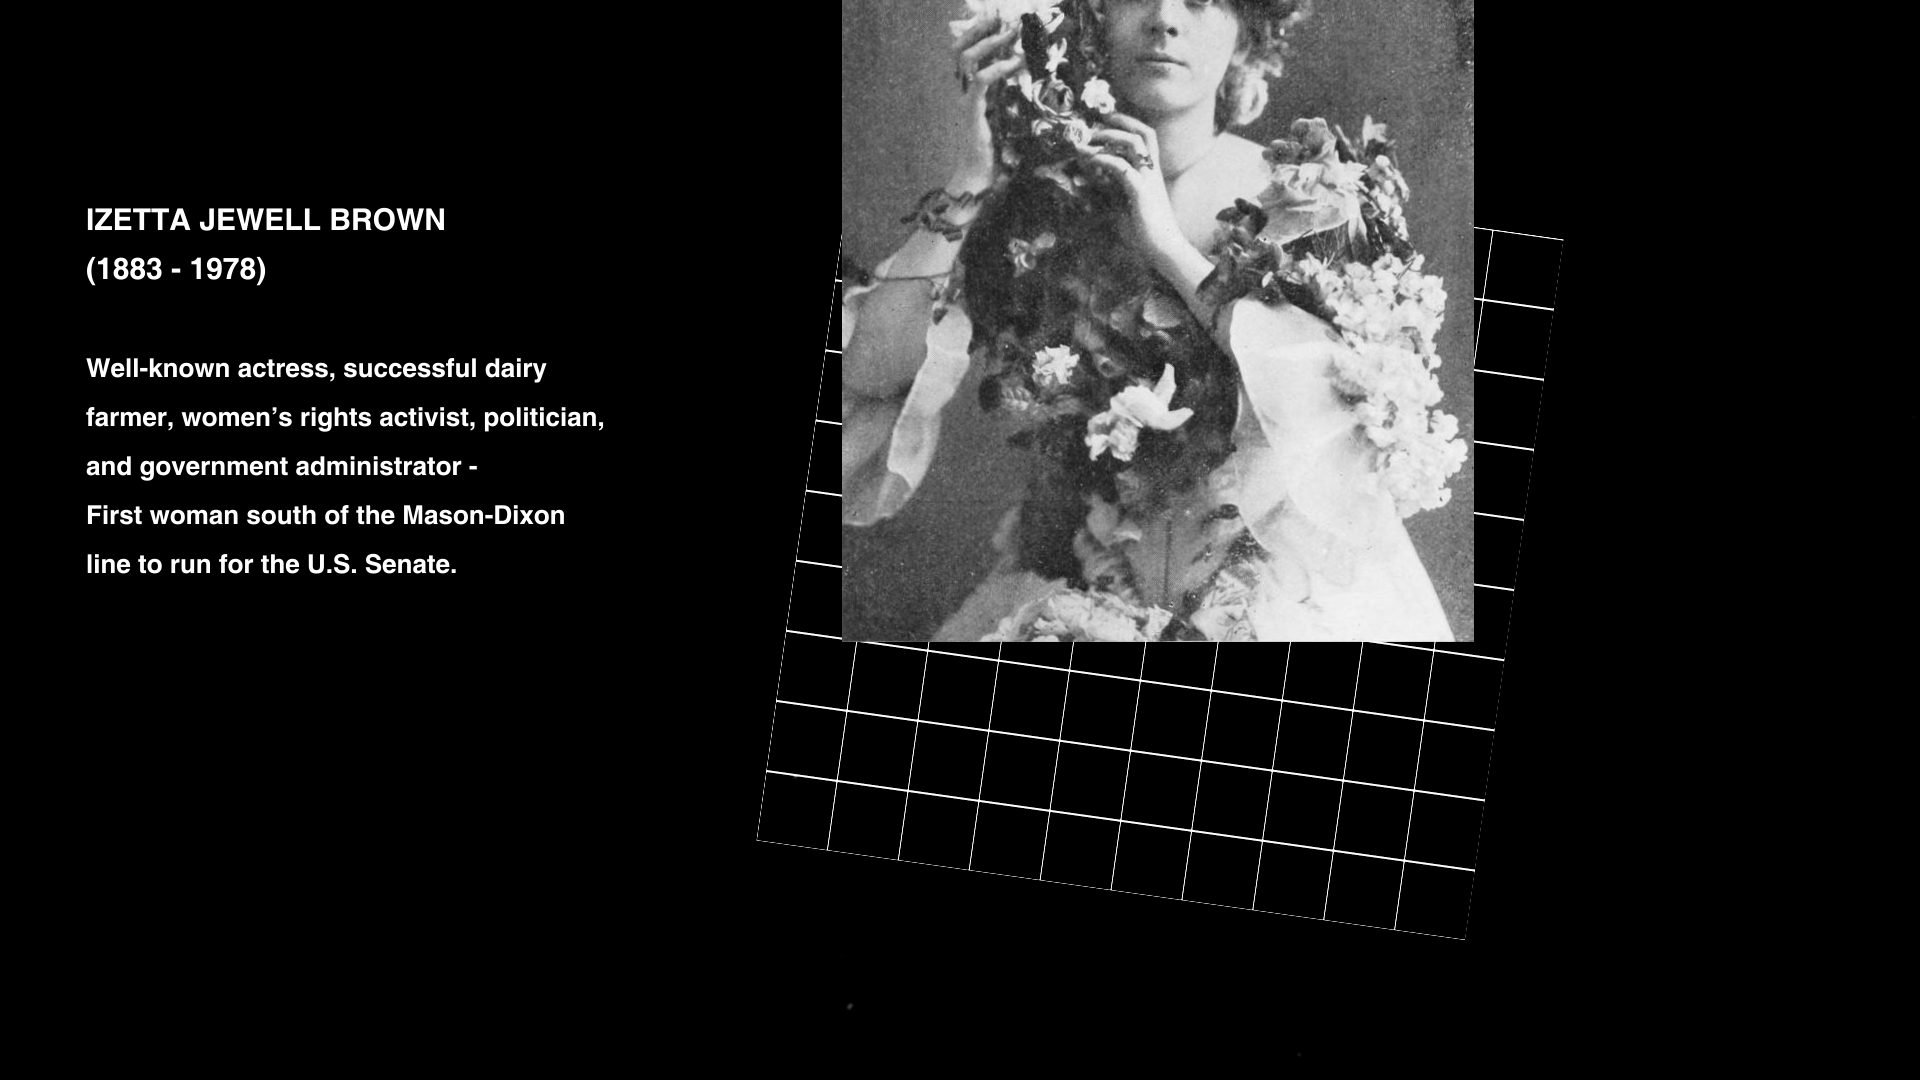 IZETTA JEWELL BROWN
(1883 - 1978)
Well-known actress, successful dairy
farmer, women’s rights activist, politician,
and government administrator -
First woman south of the Mason-Dixon
line to run for the U.S. Senate.